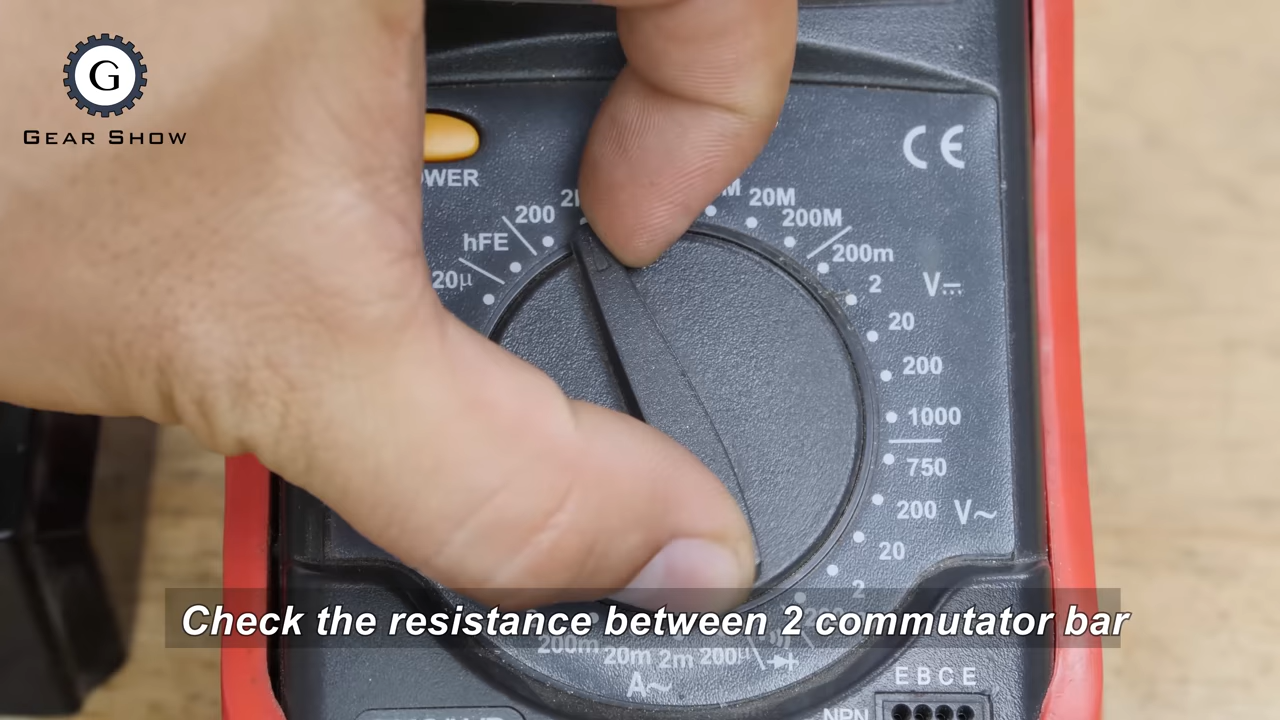 G
GEAR SHOW
CE
OWER
20M
200M
200
hFE
20µ
200m
2
V⎓
20
200
1000
750
200
V~
20
2
Check the resistance between 2 commutator bar
200m
20m
2m
200µ
A~
E B C E
NPN